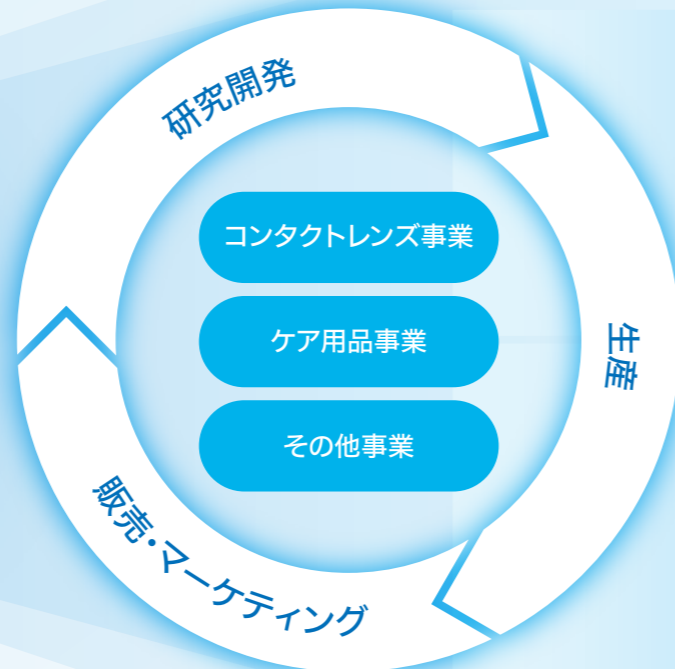 研究開発
コンタクトレンズ事業
ケア用品事業
その他事業
生産
販売・マーケティング